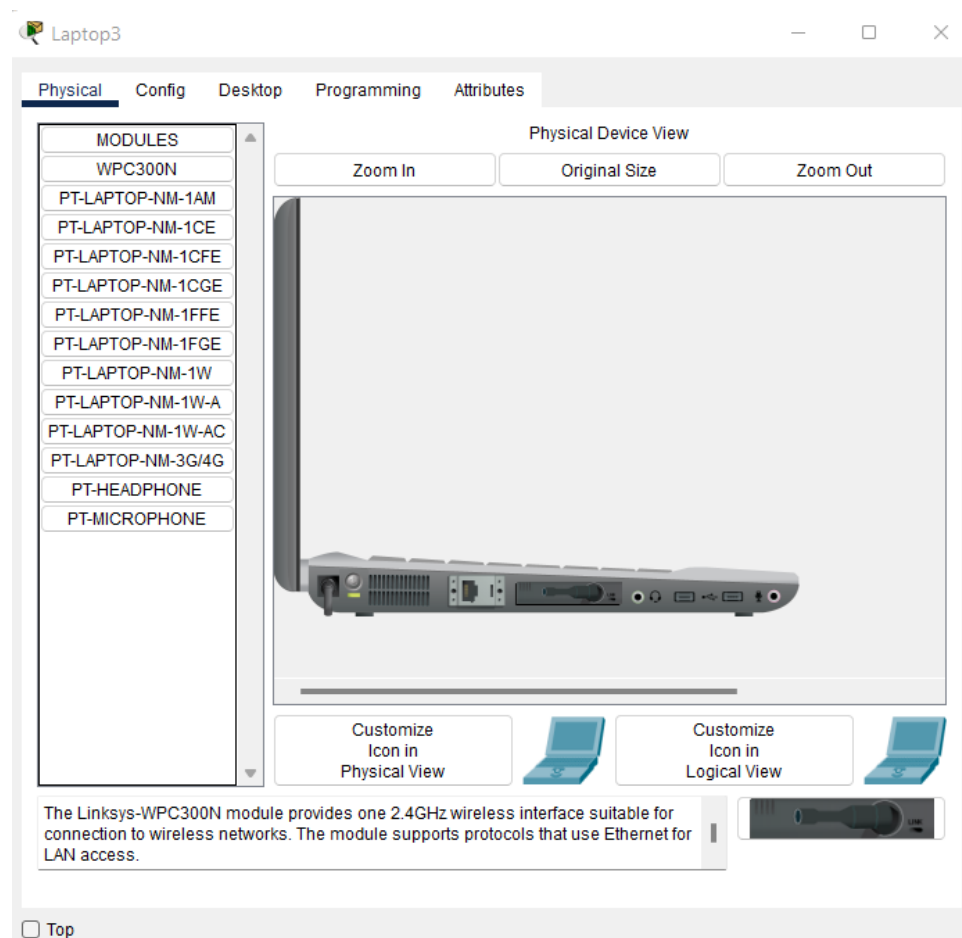 Laptop3
Physical Config Desktop Programming Attributes
MODULES
WPC300N
PT-LAPTOP-NM-1AM
PT-LAPTOP-NM-1CE
PT-LAPTOP-NM-1CFE
PT-LAPTOP-NM-1CGE
PT-LAPTOP-NM-1FFE
PT-LAPTOP-NM-1FGE
PT-LAPTOP-NM-1W
PT-LAPTOP-NM-1W-A
PT-LAPTOP-NM-1W-AC
PT-LAPTOP-NM-3G/4G
PT-HEADPHONE
PT-MICROPHONE
Physical Device View
Zoom In Original Size Zoom Out
Customize
Icon in
Physical View
Customize
Icon in
Logical View
The Linksys-WPC300N module provides one 2.4GHz wireless interface suitable for
connection to wireless networks. The module supports protocols that use Ethernet for
LAN access.
LINK
Top